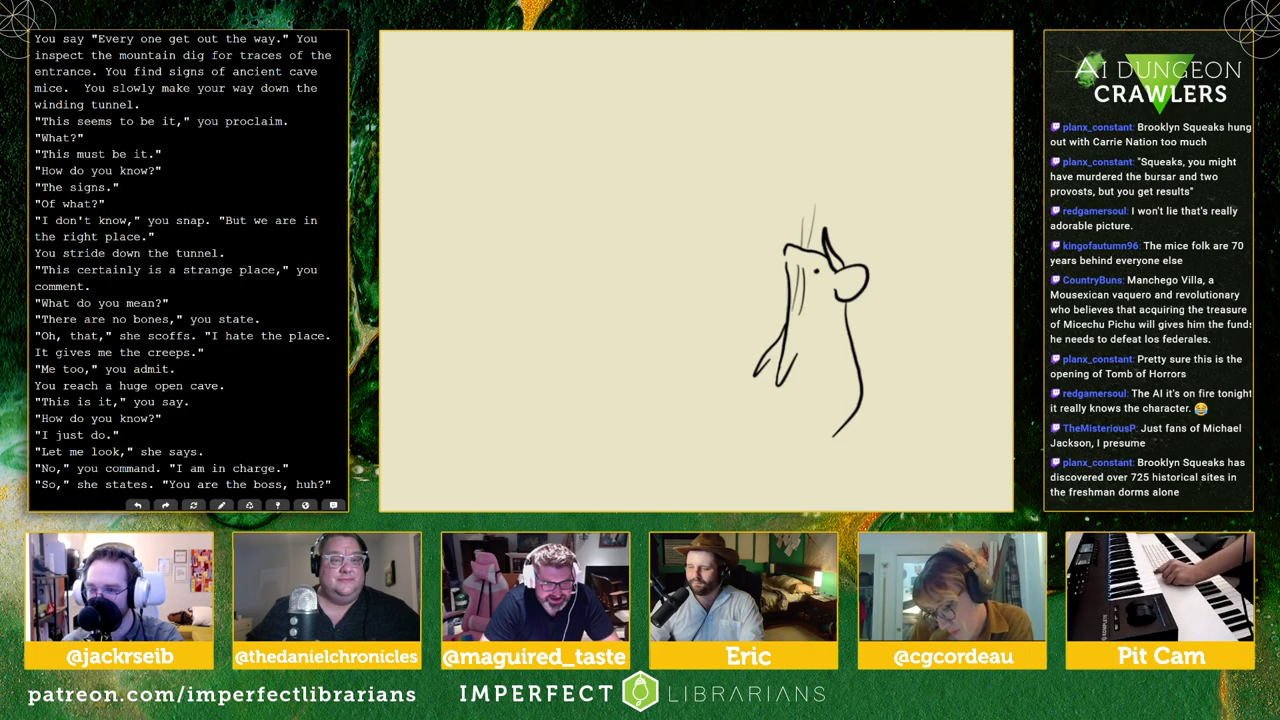 You say "Every one get out the way." You
inspect the mountain dig for traces of the
entrance. You find signs of ancient cave
mice.  You slowly make your way down the
winding tunnel.
"This seems to be it," you proclaim.
"What?"
"This must be it."
"How do you know?"
"The signs."
"Of what?"
"I don't know," you snap. "But we are in
the right place."
You stride down the tunnel.
"This certainly is a strange place," you
comment.
"What do you mean?"
"There are no bones," you state.
"Oh, that," she scoffs. "I hate the place.
It gives me the creeps."
"Me too," you admit.
You reach a huge open cave.
"This is it," you say.
"How do you know?"
"I just do."
"Let me look," she says.
"No," you command. "I am in charge."
"So," she states. "You are the boss, huh?"
AI DUNGEON
CRAWLERS
planx_constant: Brooklyn Squeaks hung
out with Carrie Nation too much
planx_constant: "Squeaks, you might
have murdered the bursar and two
provosts, but you get results"
redgamersoul: I won't lie that's really
adorable picture.
kingofautumn96: The mice folk are 70
years behind everyone else
CountryBuns: Manchego Villa, a
Mousexican vaquero and revolutionary
who believes that acquiring the treasure
of Micechu Pichu will gives him the funds
he needs to defeat los federales.
planx_constant: Pretty sure this is the
opening of Tomb of Horrors
redgamersoul: The AI it's on fire tonight
it really knows the character. 😂
TheMisteriousP: Just fans of Michael
Jackson, I presume
planx_constant: Brooklyn Squeaks has
discovered over 725 historical sites in
the freshman dorms alone
@jackrseib
@thedanielchronicles
@maguired_taste
Eric
@cgcordeau
Pit Cam
patreon.com/imperfectlibrarians
IMPERFECT LIBRARIANS